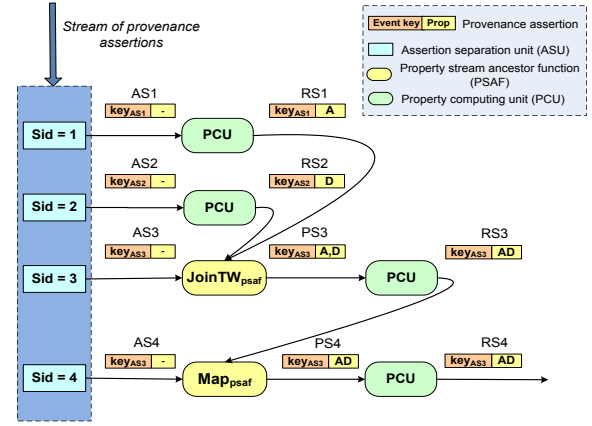 Stream of provenance
assertions
Event key Prop Provenance assertion
Assertion separation unit (ASU)
Property stream ancestor function
(PSAF)
Property computing unit (PCU)
AS1 RS1
keyAS1 - keyAS1 A
Sid = 1 PCU
AS2 RS2
keyAS2 - keyAS2 D
Sid = 2 PCU
AS3 PS3 RS3
keyAS3 - keyAS3 A,D keyAS3 AD
Sid = 3 JoinTWpsaf PCU
AS4 PS4 RS4
keyAS3 - keyAS3 AD keyAS3 AD
Sid = 4 Mappsaf PCU